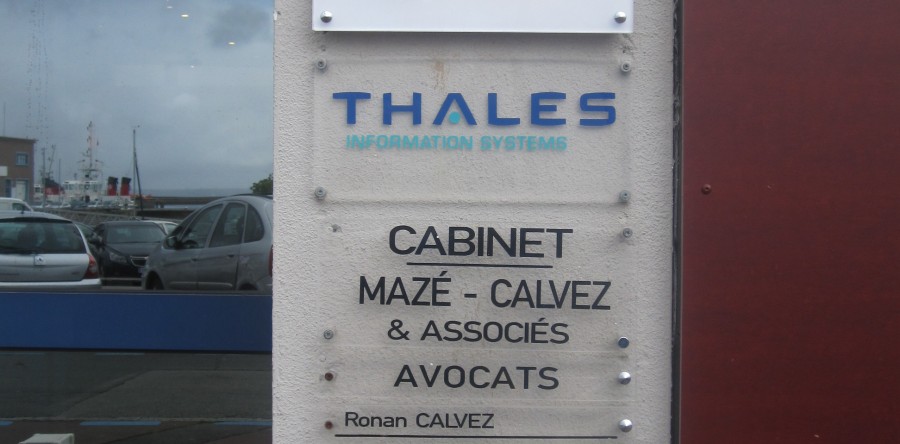 THALES
INFORMATION SYSTEMS
CABINET
MAZÉ - CALVEZ
& ASSOCIÉS
AVOCATS
Ronan CALVEZ